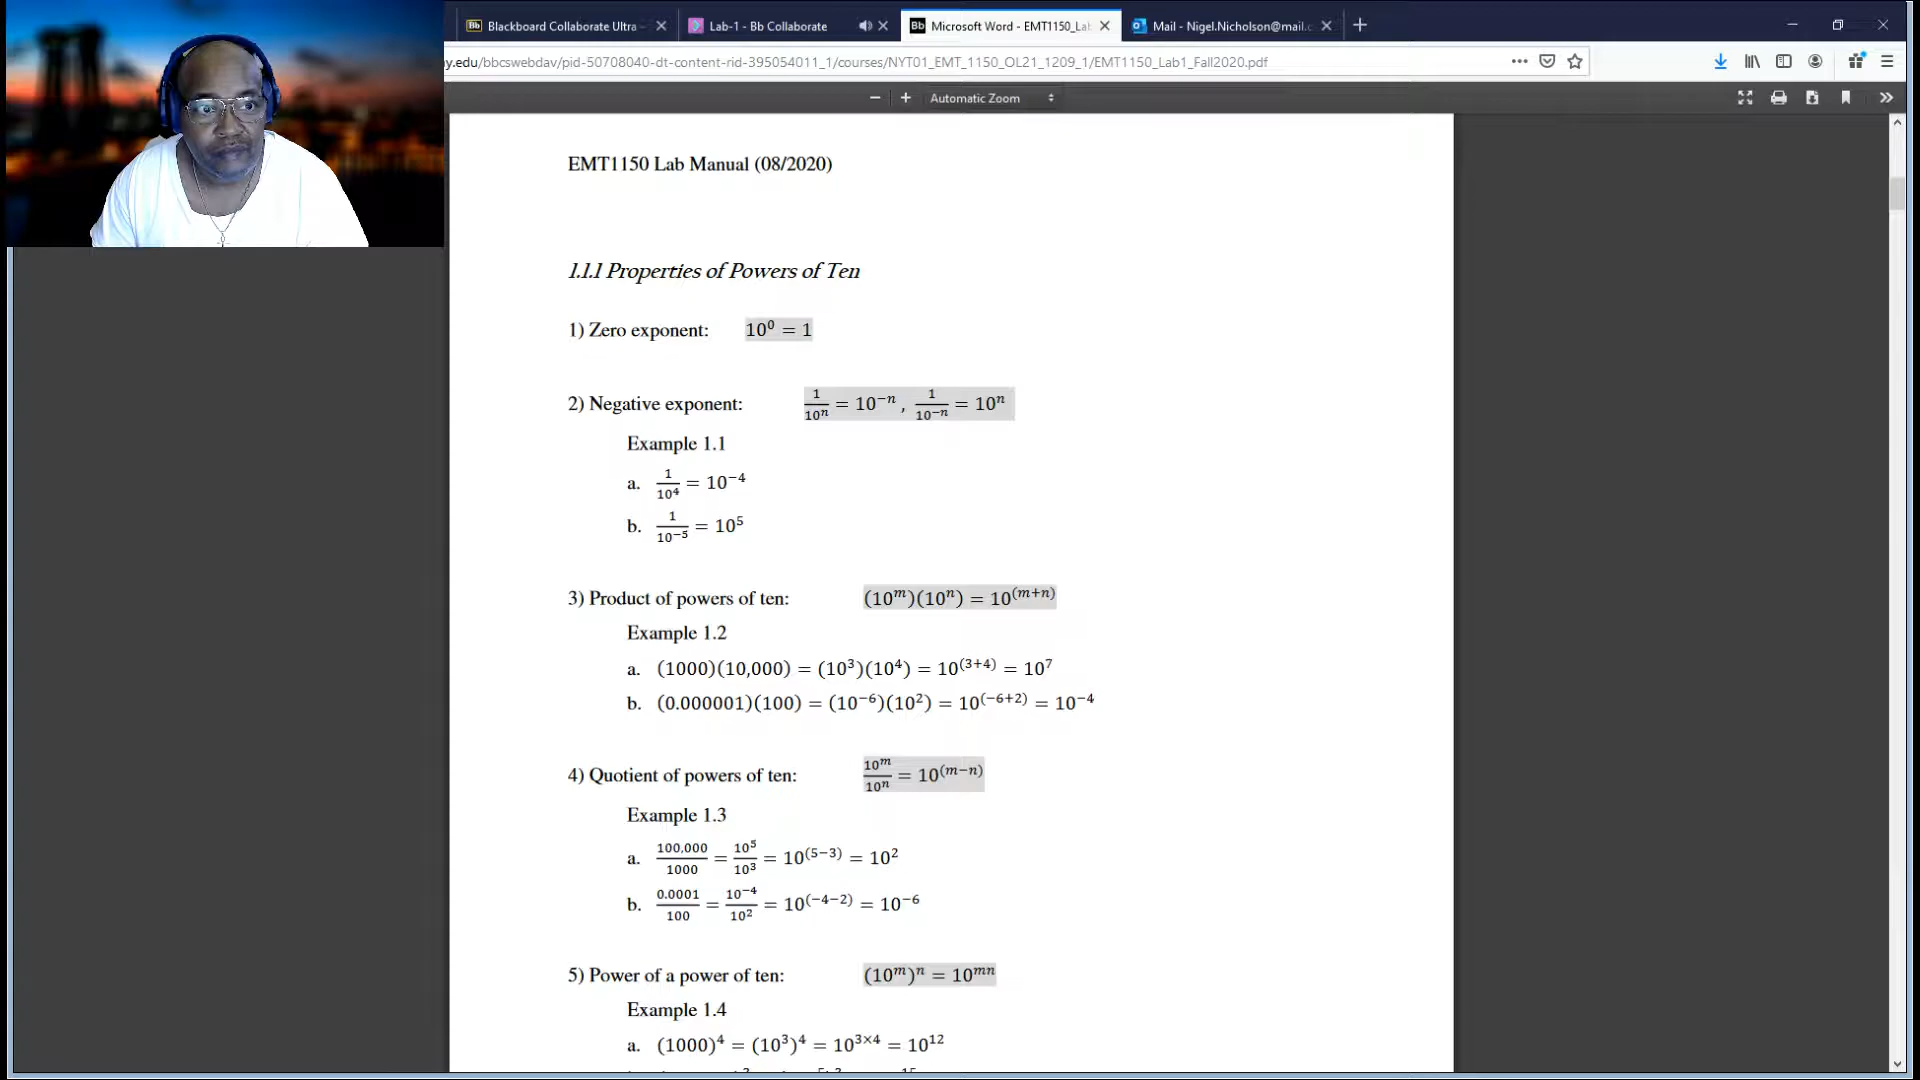 Blackboard Collaborate Ultra –
Lab-1 - Bb Collaborate
Microsoft Word - EMT1150_La
Mail - Nigel.Nicholson@mail.c
y.edu/bbcswebdav/pid-50708040-dt-content-rid-395054011_1/courses/NYT01_EMT_1150_OL21_1209_1/EMT1150_Lab1_Fall2020.pdf
Automatic Zoom
EMT1150 Lab Manual (08/2020)
1.1.1 Properties of Powers of Ten
1) Zero exponent: 10⁰ = 1
2) Negative exponent: 1/10ⁿ = 10⁻ⁿ , 1/10⁻ⁿ = 10ⁿ
Example 1.1
a. 1/10⁴ = 10⁻⁴
b. 1/10⁻⁵ = 10⁵
3) Product of powers of ten: (10ᵐ)(10ⁿ) = 10⁽ᵐ⁺ⁿ⁾
Example 1.2
a. (1000)(10,000) = (10³)(10⁴) = 10⁽³⁺⁴⁾ = 10⁷
b. (0.000001)(100) = (10⁻⁶)(10²) = 10⁽⁻⁶⁺²⁾ = 10⁻⁴
4) Quotient of powers of ten: 10ᵐ/10ⁿ = 10⁽ᵐ⁻ⁿ⁾
Example 1.3
a. 100,000/1000 = 10⁵/10³ = 10⁽⁵⁻³⁾ = 10²
b. 0.0001/100 = 10⁻⁴/10² = 10⁽⁻⁴⁻²⁾ = 10⁻⁶
5) Power of a power of ten: (10ᵐ)ⁿ = 10ᵐⁿ
Example 1.4
a. (1000)⁴ = (10³)⁴ = 10³ˣ⁴ = 10¹²